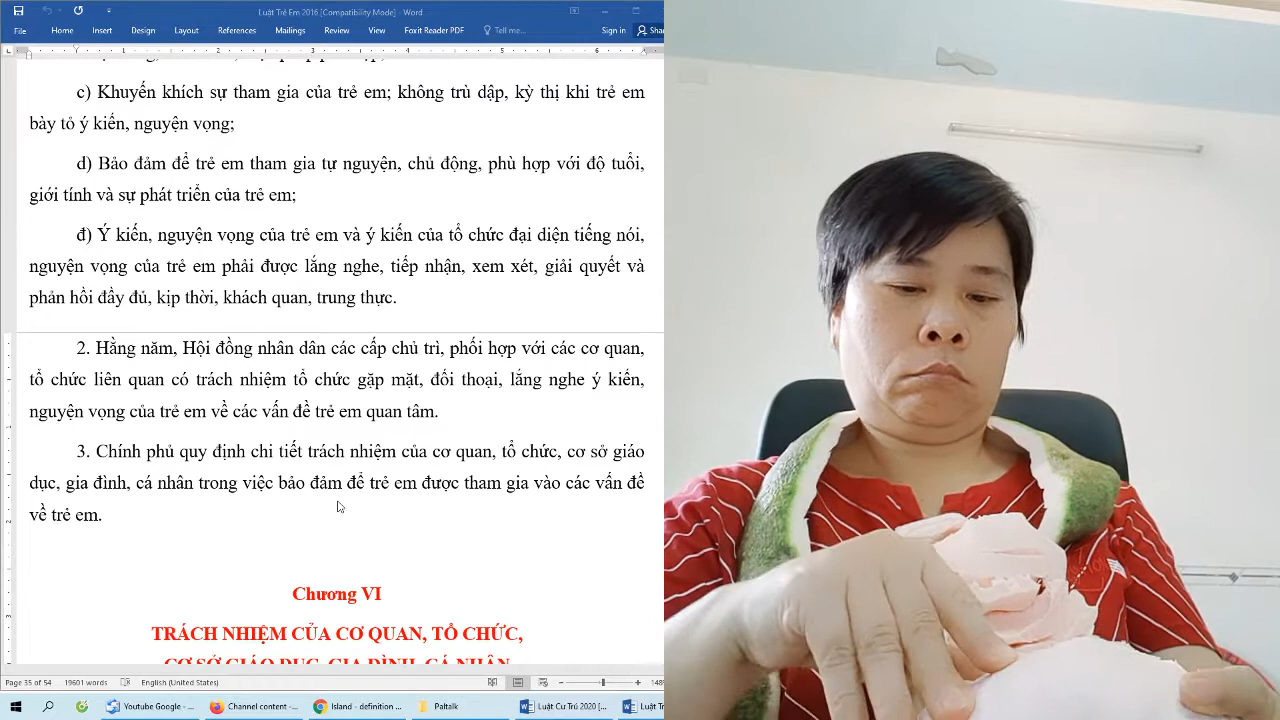 Luật Trẻ Em 2016 [Compatibility Mode] - Word
File Home Insert Design Layout References Mailings Review View Foxit Reader PDF Tell me... Sign in
c) Khuyến khích sự tham gia của trẻ em; không trù dập, kỳ thị khi trẻ em
bày tỏ ý kiến, nguyện vọng;
d) Bảo đảm để trẻ em tham gia tự nguyện, chủ động, phù hợp với độ tuổi,
giới tính và sự phát triển của trẻ em;
đ) Ý kiến, nguyện vọng của trẻ em và ý kiến của tổ chức đại diện tiếng nói,
nguyện vọng của trẻ em phải được lắng nghe, tiếp nhận, xem xét, giải quyết và
phản hồi đầy đủ, kịp thời, khách quan, trung thực.
2. Hằng năm, Hội đồng nhân dân các cấp chủ trì, phối hợp với các cơ quan,
tổ chức liên quan có trách nhiệm tổ chức gặp mặt, đối thoại, lắng nghe ý kiến,
nguyện vọng của trẻ em về các vấn đề trẻ em quan tâm.
3. Chính phủ quy định chi tiết trách nhiệm của cơ quan, tổ chức, cơ sở giáo
dục, gia đình, cá nhân trong việc bảo đảm để trẻ em được tham gia vào các vấn đề
về trẻ em.
Chương VI
TRÁCH NHIỆM CỦA CƠ QUAN, TỔ CHỨC,
CƠ SỞ GIÁO DỤC, GIA ĐÌNH, CÁ NHÂN
Page 35 of 54 19601 words English (United States)
Youtube Google - ... Content creation ... Island - definition ... Paltalk Luật Cư Trú 2020 [...